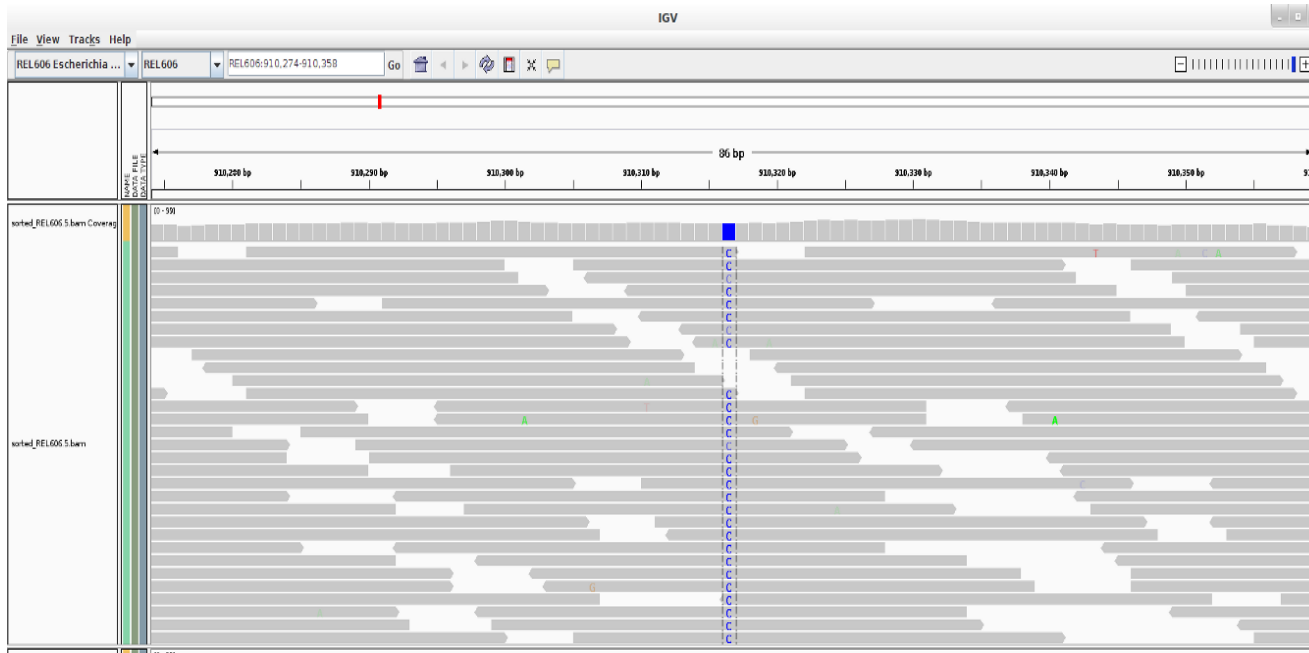 IGV
File View Tracks Help
REL606 Escherichia ... REL606 REL606:910,274-910,358 Go
NAME
DATA FILE
DATA TYPE
86 bp
910,280 bp 910,290 bp 910,300 bp 910,310 bp 910,320 bp 910,330 bp 910,340 bp 910,350 bp
sorted_REL606.5.bam Coverag
[0 - 99]
C T C A
C
C
C
C
C
C
C A
C
T C
A C G A
C
C
C
C
C C
C
C
C
C
C
C
C
G C
C
C
C
C
sorted_REL606.5.bam